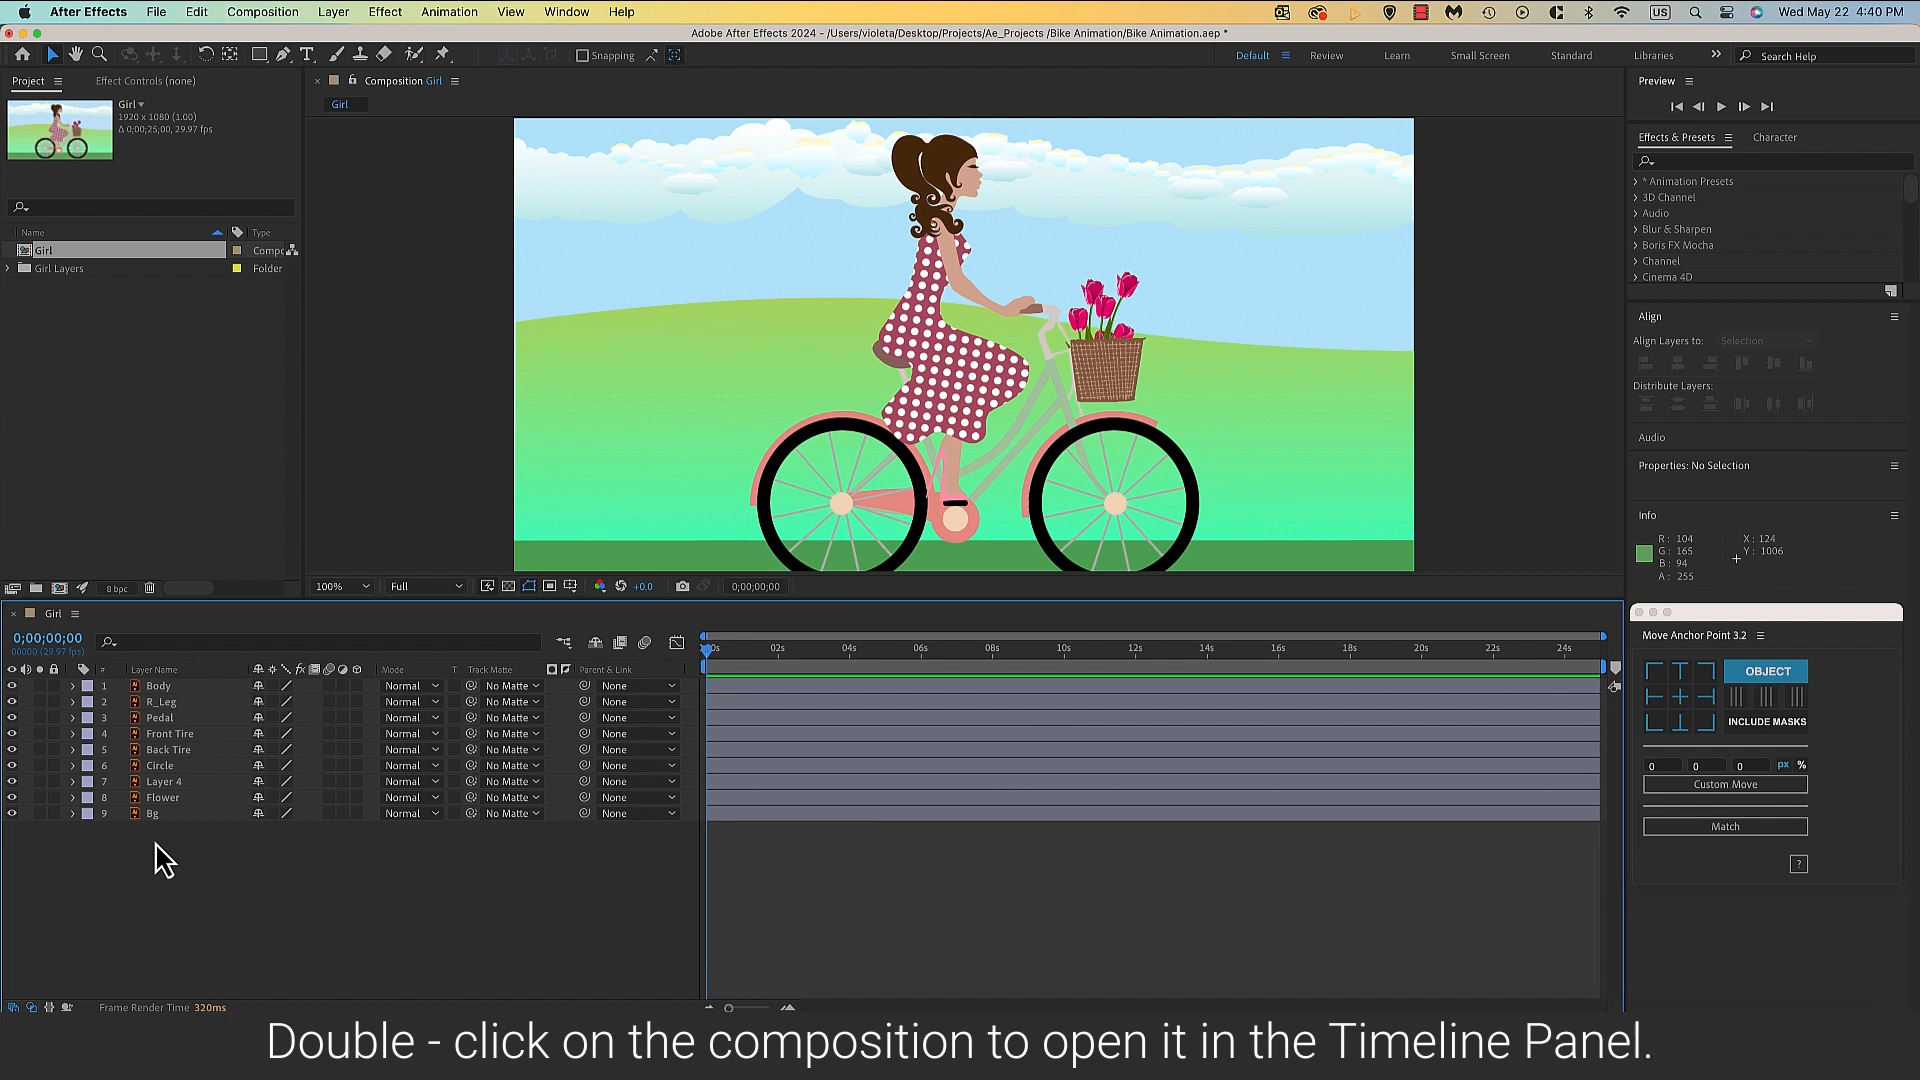 After Effects File Edit Composition Layer Effect Animation View Window Help US Wed May 22 4:40 PM
Adobe After Effects 2024 - /Users/violeta/Desktop/Projects/Ae_Projects /Bike Animation/Bike Animation.aep *
Snapping Default Review Learn Small Screen Standard Libraries Search Help
Project Effect Controls (none)
Composition Girl
Preview
Girl
Girl
1920 x 1080 (1.00)
Δ 0;00;25;00, 29.97 fps
Effects & Presets Character
* Animation Presets
3D Channel
Audio
Blur & Sharpen
Boris FX Mocha
Channel
Cinema 4D
Name Type
Girl Compo
Girl Layers Folder
Align
Align Layers to: Selection
Distribute Layers:
Audio
Properties: No Selection
Info
R: 104 X: 124
G: 165 Y: 1006
B: 94
A: 255
8 bpc
100% Full +0.0 0;00;00;00
Girl
0;00;00;00
00000 (29.97 fps)
0s 02s 04s 06s 08s 10s 12s 14s 16s 18s 20s 22s 24s
# Layer Name fx Mode T Track Matte Parent & Link
1 Body Normal No Matte None
2 R_Leg Normal No Matte None
3 Pedal Normal No Matte None
4 Front Tire Normal No Matte None
5 Back Tire Normal No Matte None
6 Circle Normal No Matte None
7 Layer 4 Normal No Matte None
8 Flower Normal No Matte None
9 Bg Normal No Matte None
Move Anchor Point 3.2
OBJECT
INCLUDE MASKS
0 0 0 px %
Custom Move
Match
?
Frame Render Time 320ms
Double - click on the composition to open it in the Timeline Panel.